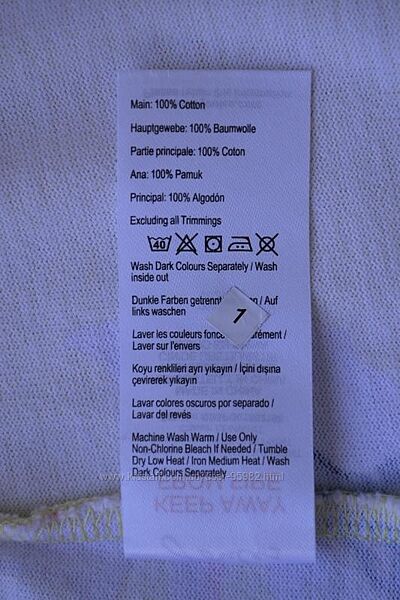 Main: 100% Cotton
Hauptgewebe: 100% Baumwolle
Partie principale: 100% Coton
Ana: 100% Pamuk
Principal: 100% Algodón
Excluding all Trimmings
40
Wash Dark Colours Separately / Wash
inside out
Dunkle Farben getrennt / Auf
links waschen
1
Laver les couleurs /
Laver sur l'envers
Koyu renklileri ayrı yıkayın / İçini dışına
çevirerek yıkayın
Lavar colores oscuros por separado /
Lavar del revés
Machine Wash Warm / Use Only
Non-Chlorine Bleach If Needed / Tumble
Dry Low Heat / Iron Medium Heat / Wash
Dark Colours Separately
KEEP AWAY
FROM FIRE